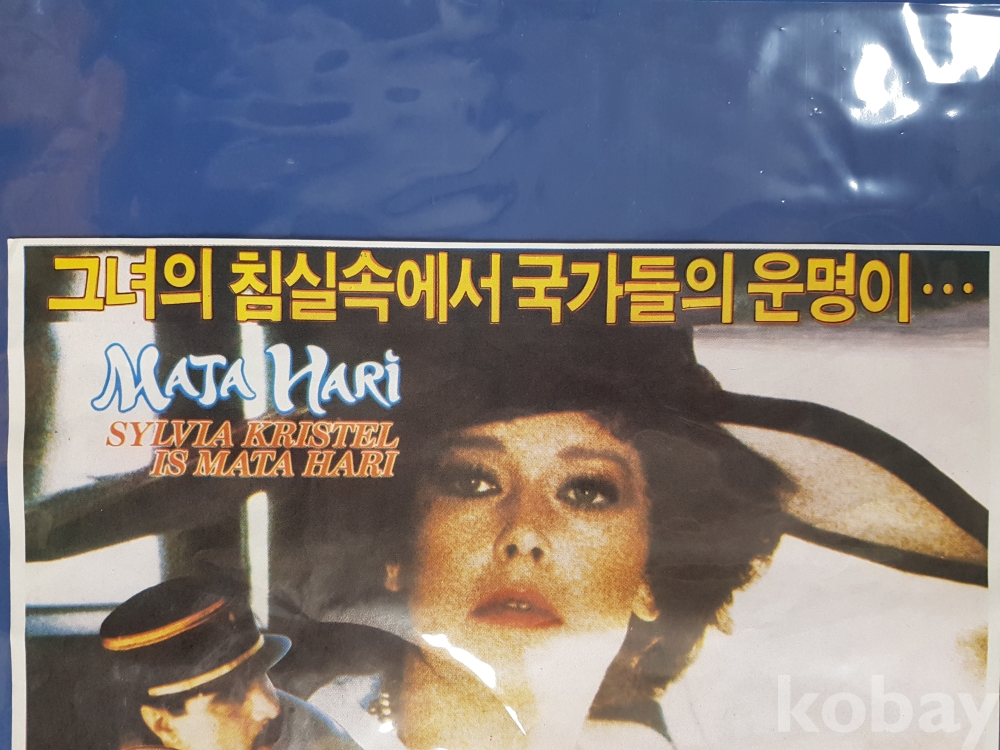 그녀의 침실속에서 국가들의 운명이…
MATA HARI
SYLVIA KRISTEL
IS MATA HARI
kobay